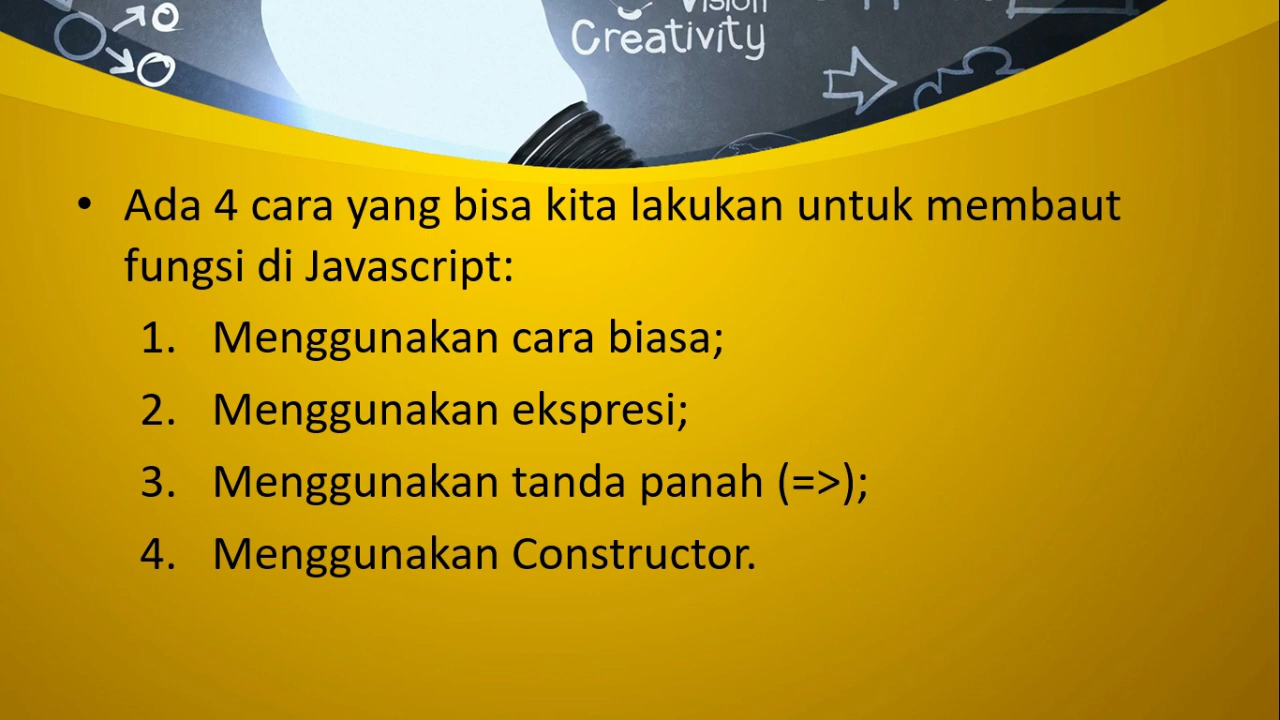 Vision
Creativity
• Ada 4 cara yang bisa kita lakukan untuk membaut
fungsi di Javascript:
1. Menggunakan cara biasa;
2. Menggunakan ekspresi;
3. Menggunakan tanda panah (=>);
4. Menggunakan Constructor.